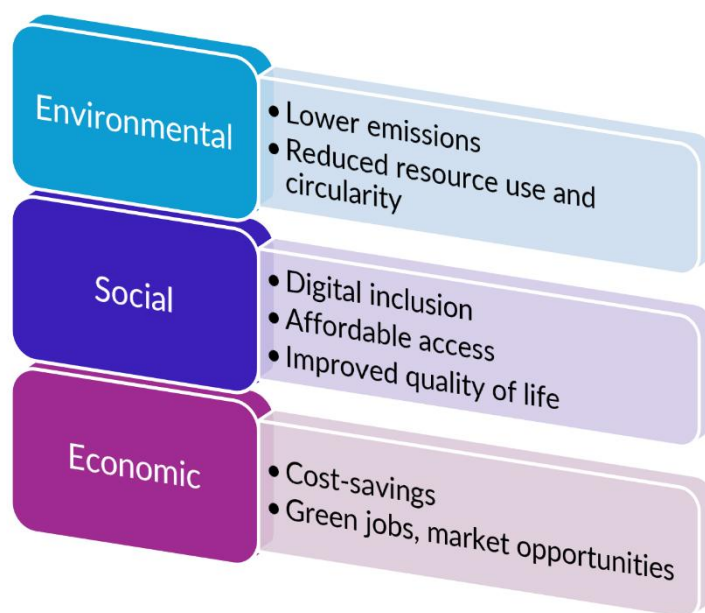 Environmental
• Lower emissions
• Reduced resource use and
circularity
Social
• Digital inclusion
• Affordable access
• Improved quality of life
Economic
• Cost-savings
• Green jobs, market opportunities